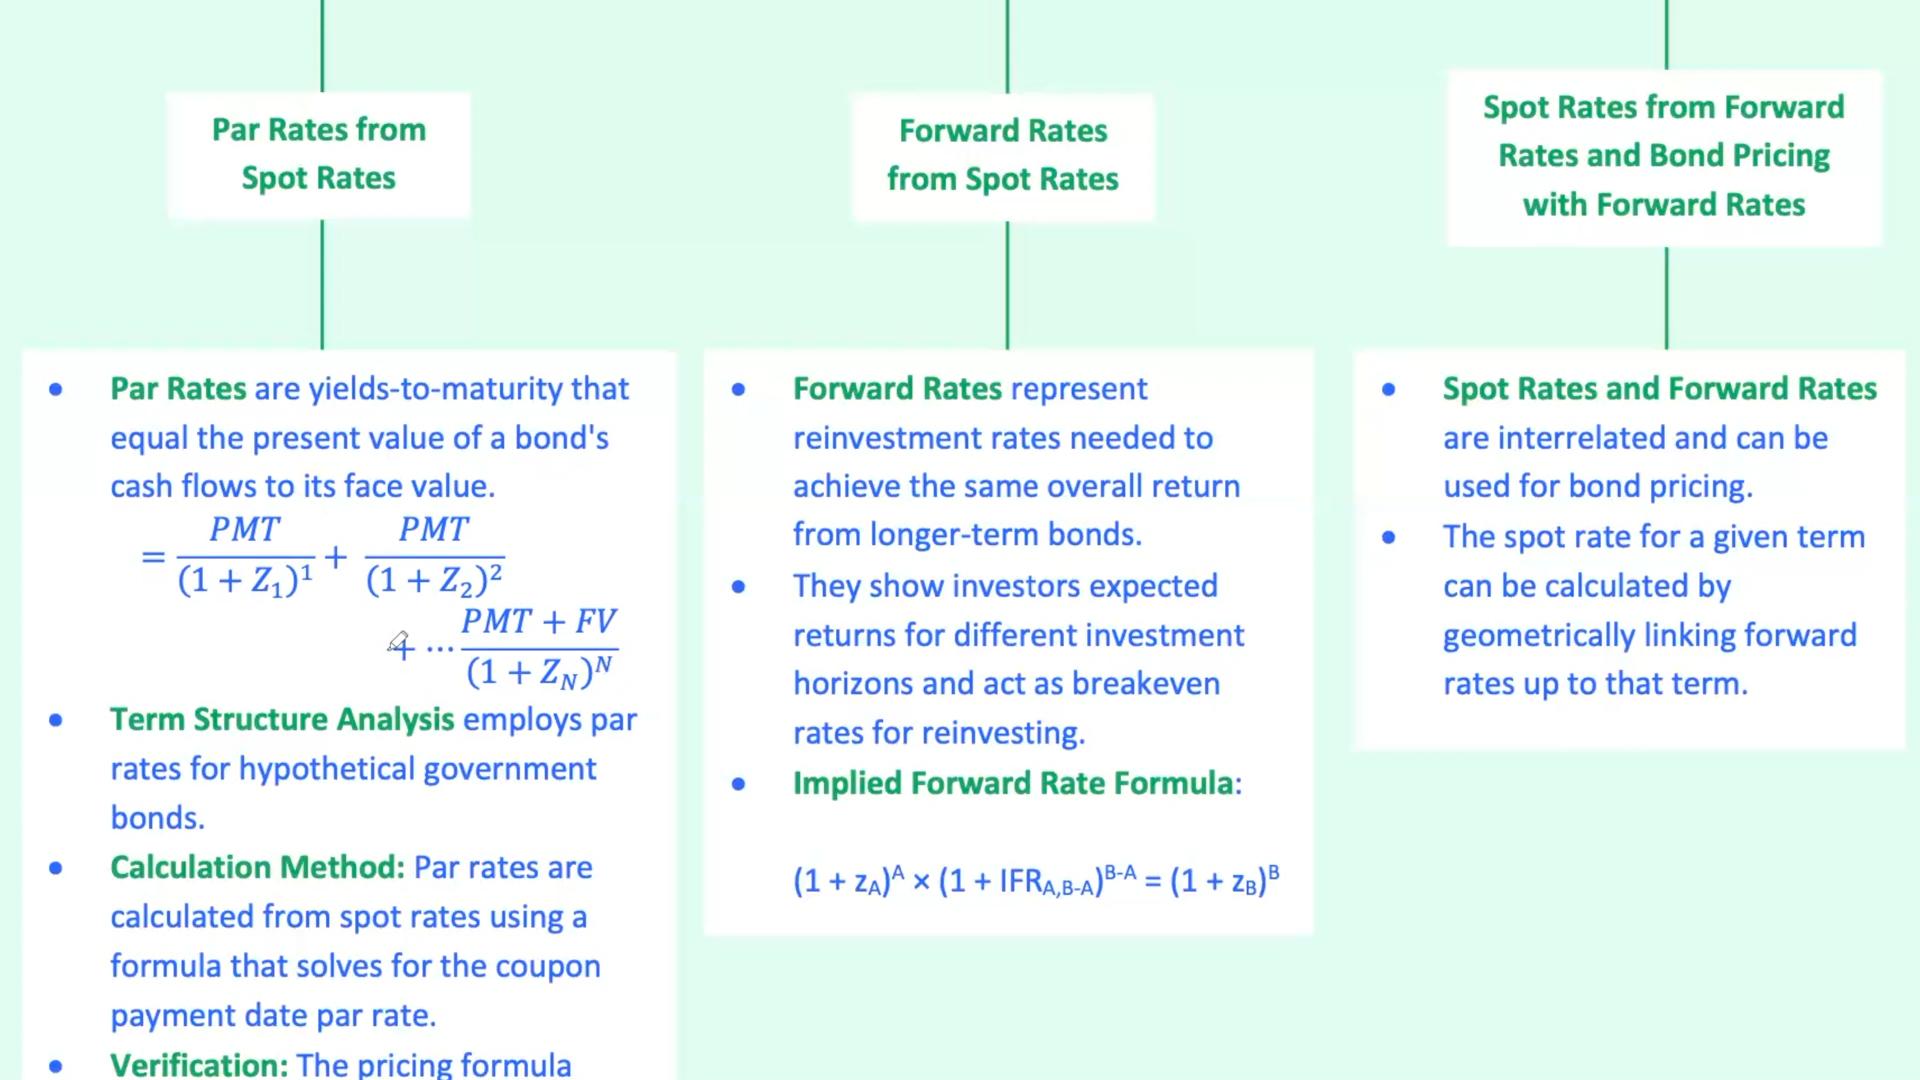 Par Rates from
Spot Rates
Par Rates are yields-to-maturity that
equal the present value of a bond's
cash flows to its face value.
= PMT/(1 + Z₁)¹ + PMT/(1 + Z₂)²
+ ... (PMT + FV)/(1 + Z_N)^N
Term Structure Analysis employs par
rates for hypothetical government
bonds.
Calculation Method: Par rates are
calculated from spot rates using a
formula that solves for the coupon
payment date par rate.
Verification: The pricing formula
Forward Rates
from Spot Rates
Forward Rates represent
reinvestment rates needed to
achieve the same overall return
from longer-term bonds.
They show investors expected
returns for different investment
horizons and act as breakeven
rates for reinvesting.
Implied Forward Rate Formula:
(1 + z_A)^A × (1 + IFR_A,B-A)^B-A = (1 + z_B)^B
Spot Rates from Forward
Rates and Bond Pricing
with Forward Rates
Spot Rates and Forward Rates
are interrelated and can be
used for bond pricing.
The spot rate for a given term
can be calculated by
geometrically linking forward
rates up to that term.